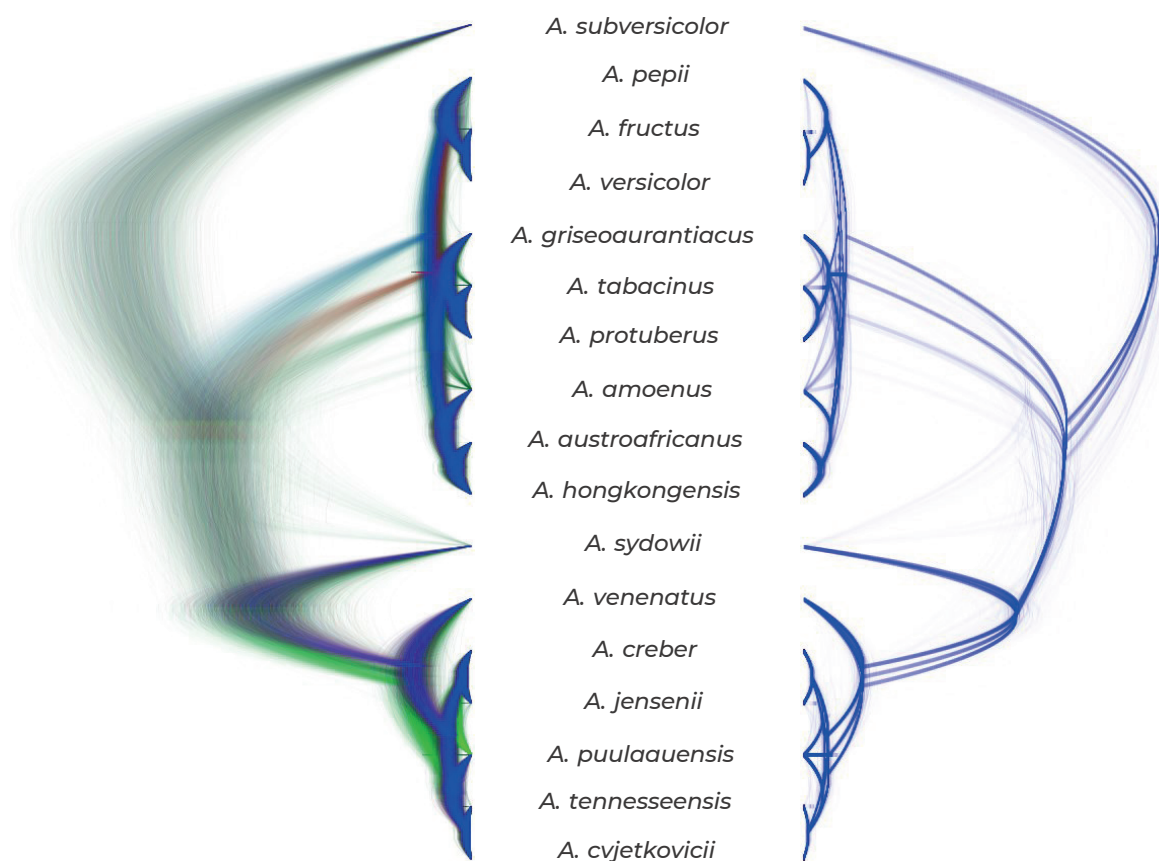 A. subversicolor
A. pepii
A. fructus
A. versicolor
A. griseoaurantiacus
A. tabacinus
A. protuberus
A. amoenus
A. austroafricanus
A. hongkongensis
A. sydowii
A. venenatus
A. creber
A. jensenii
A. puulaauensis
A. tennesseensis
A. cvjetkovicii